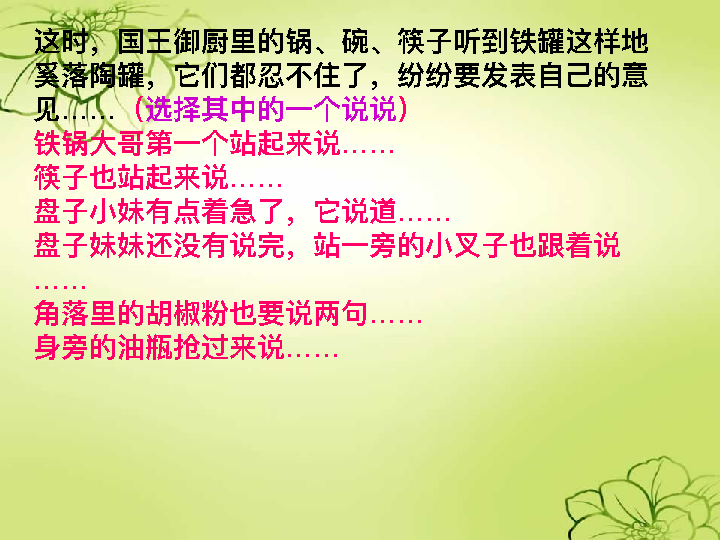 这时，国王御厨里的锅、碗、筷子听到铁罐这样地
奚落陶罐，它们都忍不住了，纷纷要发表自己的意
见……（选择其中的一个说说）
铁锅大哥第一个站起来说……
筷子也站起来说……
盘子小妹有点着急了，它说道……
盘子妹妹还没有说完，站一旁的小叉子也跟着说
……
角落里的胡椒粉也要说两句……
身旁的油瓶抢过来说……